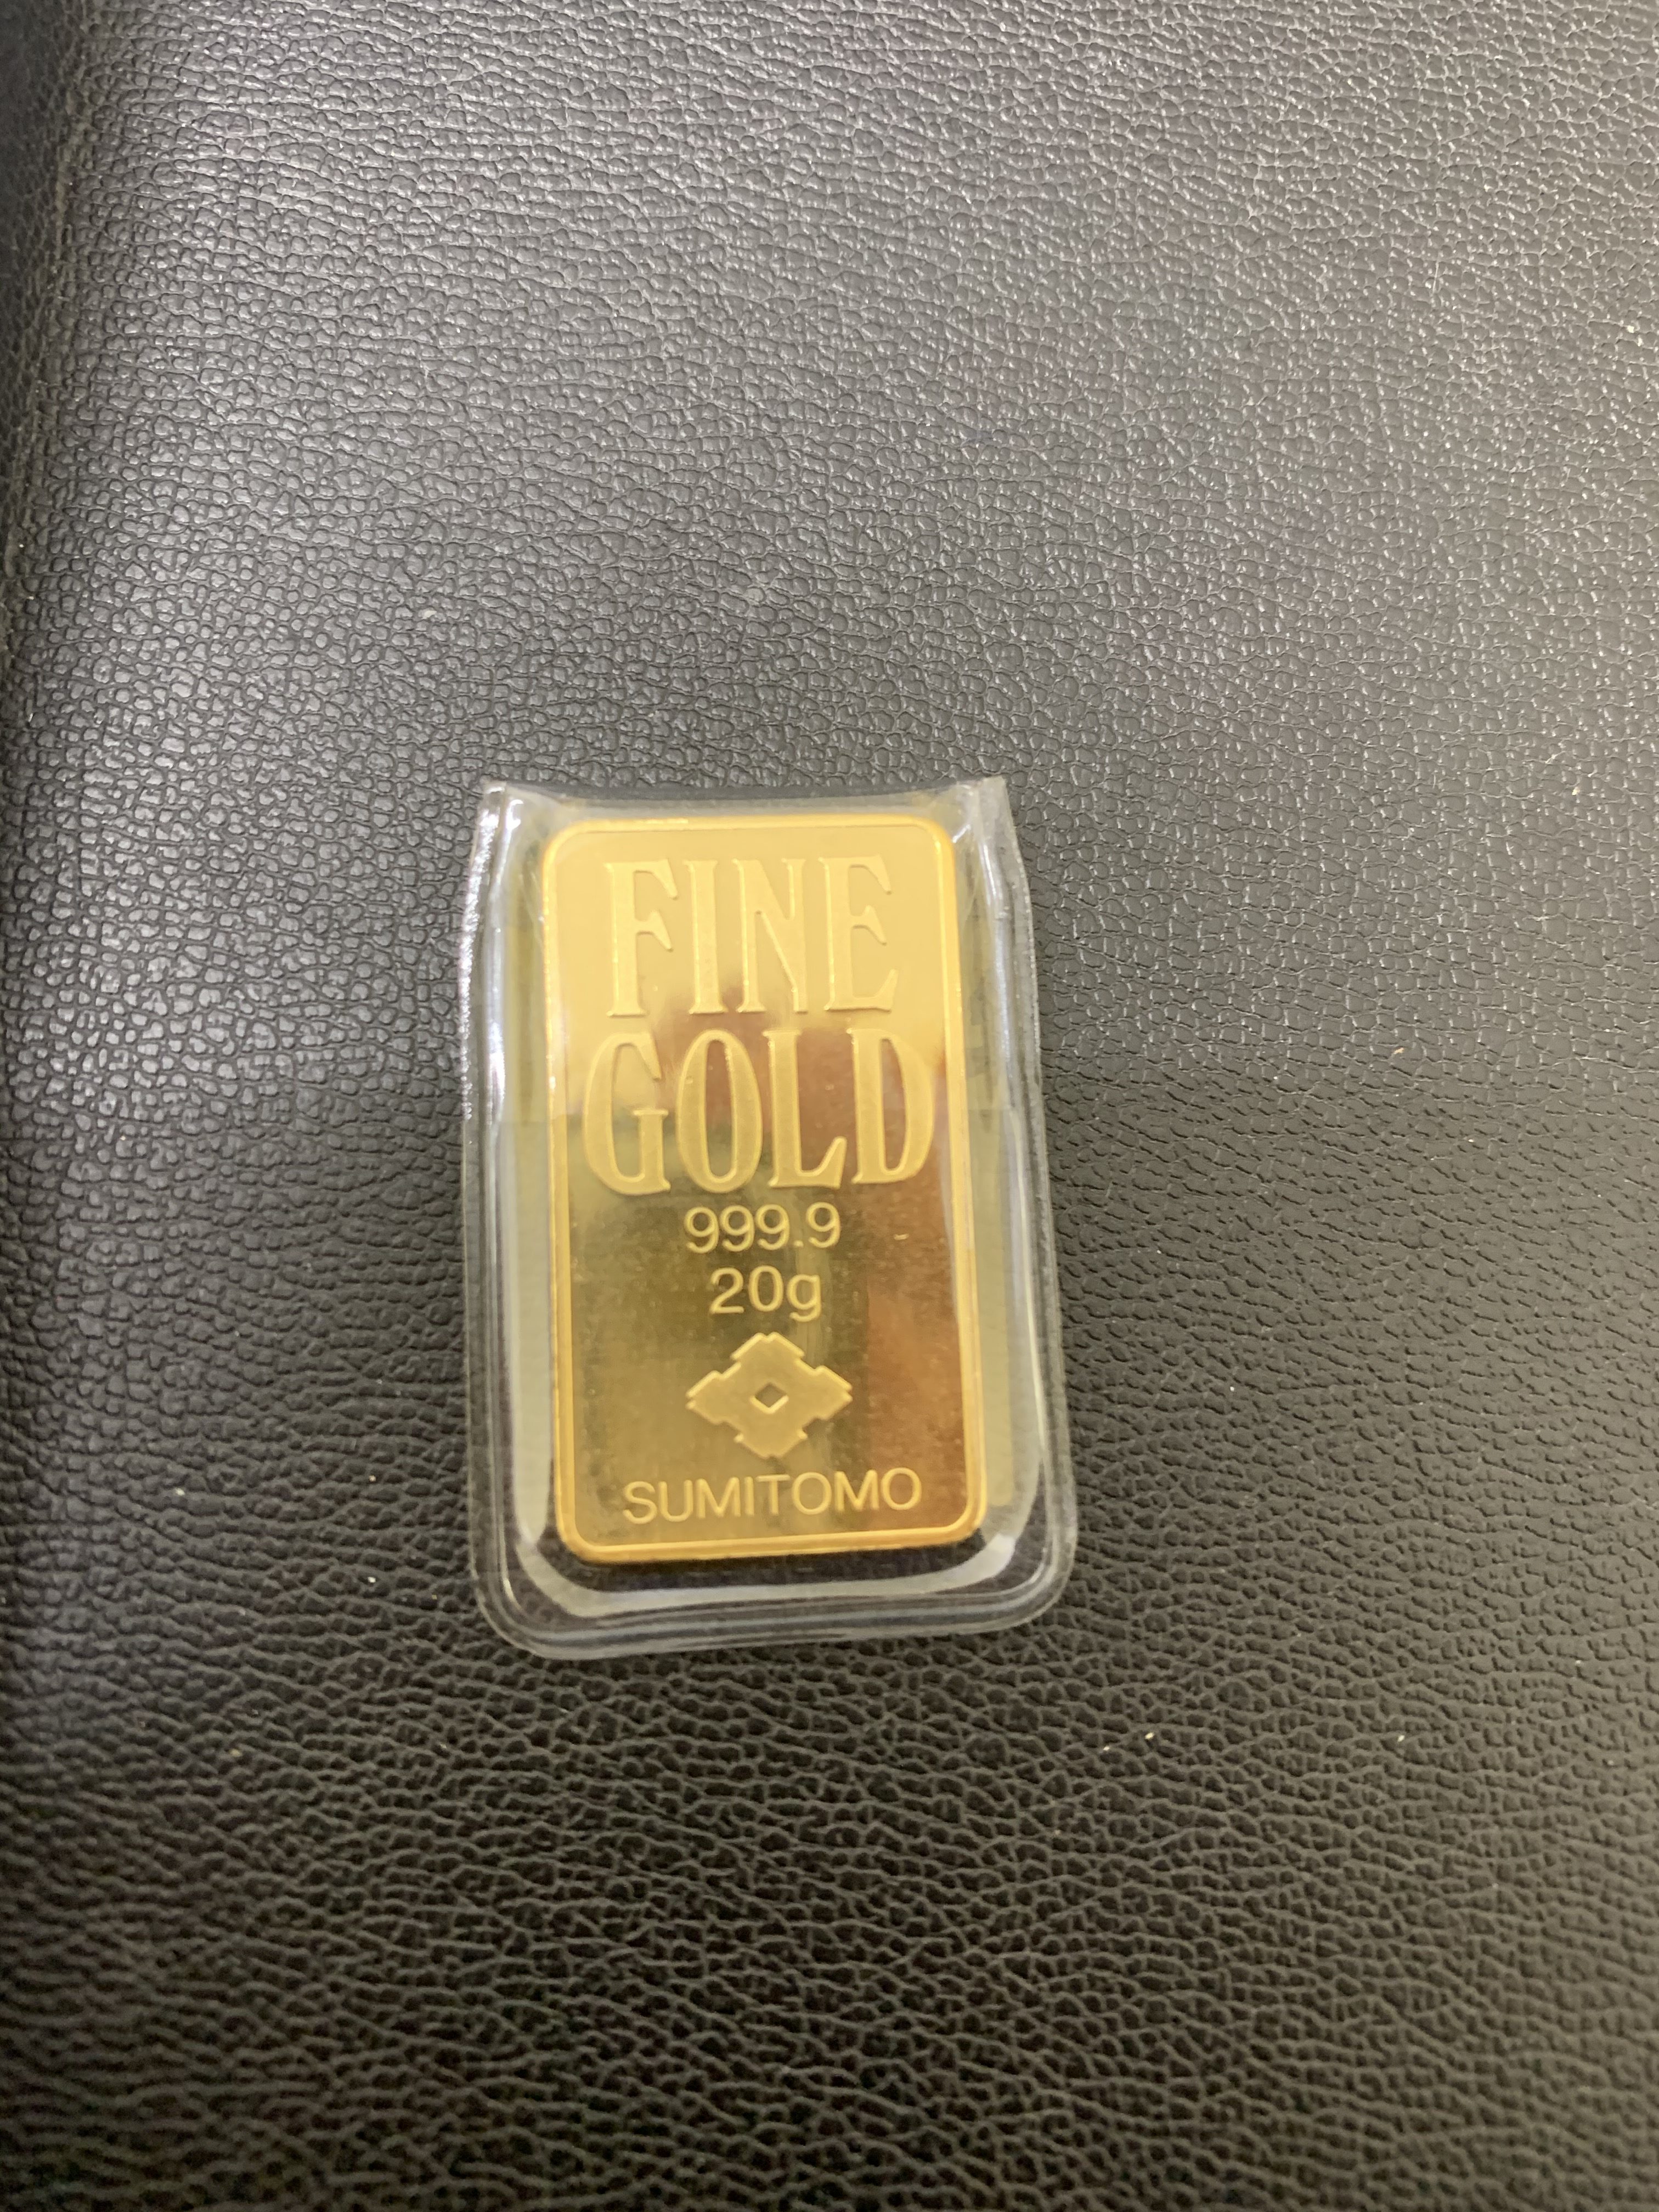 FINE
GOLD
999.9
20g
SUMITOMO